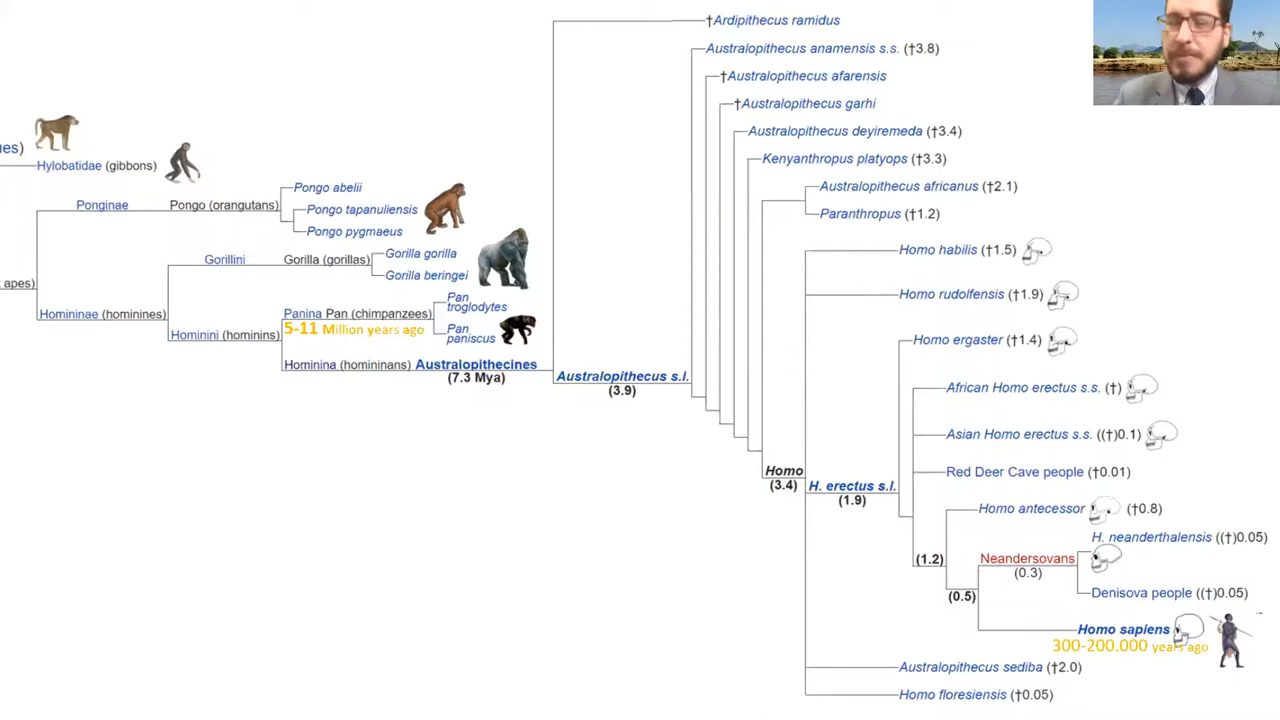 †Ardipithecus ramidus
Australopithecus anamensis s.s. (†3.8)
†Australopithecus afarensis
†Australopithecus garhi
Australopithecus deyiremeda (†3.4)
Kenyanthropus platyops (†3.3)
Australopithecus africanus (†2.1)
Paranthropus (†1.2)
Homo habilis (†1.5)
Homo rudolfensis (†1.9)
Homo ergaster (†1.4)
African Homo erectus s.s. (†)
Asian Homo erectus s.s. ((†)0.1)
Red Deer Cave people (†0.01)
Homo antecessor (†0.8)
H. neanderthalensis ((†)0.05)
Neandersovans
(0.3)
Denisova people ((†)0.05)
Homo sapiens
300-200.000 years ago
Australopithecus sediba (†2.0)
Homo floresiensis (†0.05)
(1.2)
(0.5)
H. erectus s.l.
(1.9)
Homo
(3.4)
Australopithecus s.l.
(3.9)
Hylobatidae (gibbons)
Ponginae Pongo (orangutans)
Pongo abelii
Pongo tapanuliensis
Pongo pygmaeus
Gorillini Gorilla (gorillas)
Gorilla gorilla
Gorilla beringei
apes)
Homininae (hominines)
Hominini (hominins)
Panina Pan (chimpanzees)
5-11 Million years ago
Pan
troglodytes
Pan
paniscus
Hominina (hominans) Australopithecines
(7.3 Mya)